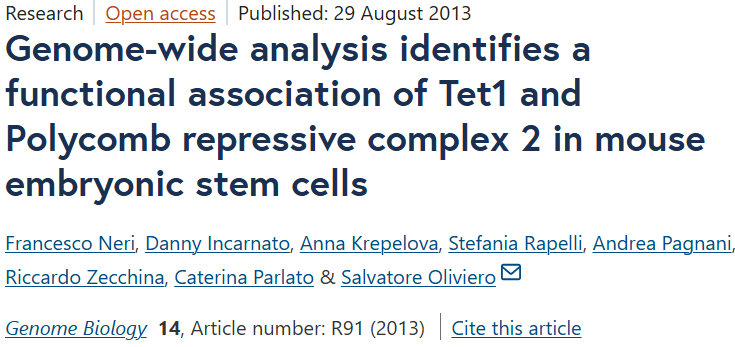 Research | Open access | Published: 29 August 2013
Genome-wide analysis identifies a
functional association of Tet1 and
Polycomb repressive complex 2 in mouse
embryonic stem cells
Francesco Neri, Danny Incarnato, Anna Krepelova, Stefania Rapelli, Andrea Pagnani,
Riccardo Zecchina, Caterina Parlato & Salvatore Oliviero
Genome Biology 14, Article number: R91 (2013) | Cite this article